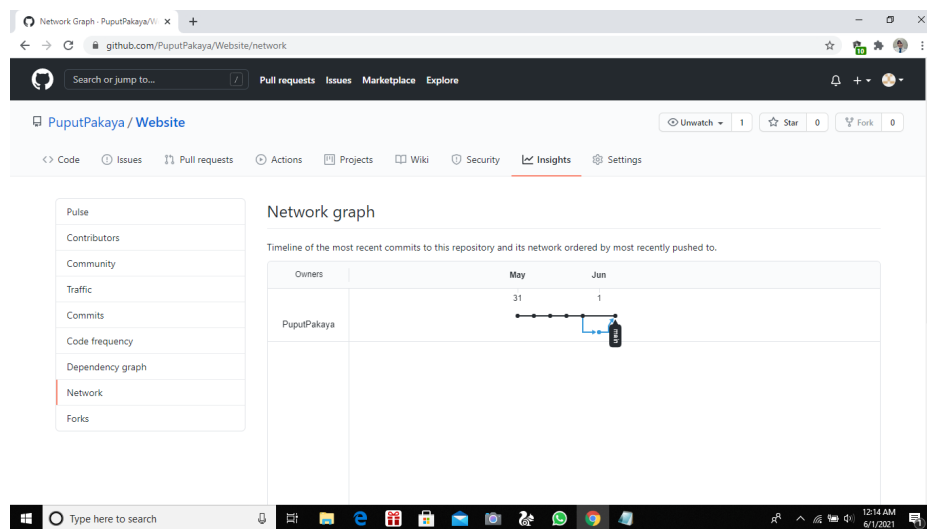 Network Graph · PuputPakaya/W
github.com/PuputPakaya/Website/network
10
Search or jump to... /
Pull requests Issues Marketplace Explore
PuputPakaya / Website
Unwatch 1 Star 0 Fork 0
Code Issues Pull requests Actions Projects Wiki Security Insights Settings
Pulse
Contributors
Community
Traffic
Commits
Code frequency
Dependency graph
Network
Forks
Network graph
Timeline of the most recent commits to this repository and its network ordered by most recently pushed to.
Owners May Jun
31 1
PuputPakaya
main
Type here to search
12:14 AM
6/1/2021